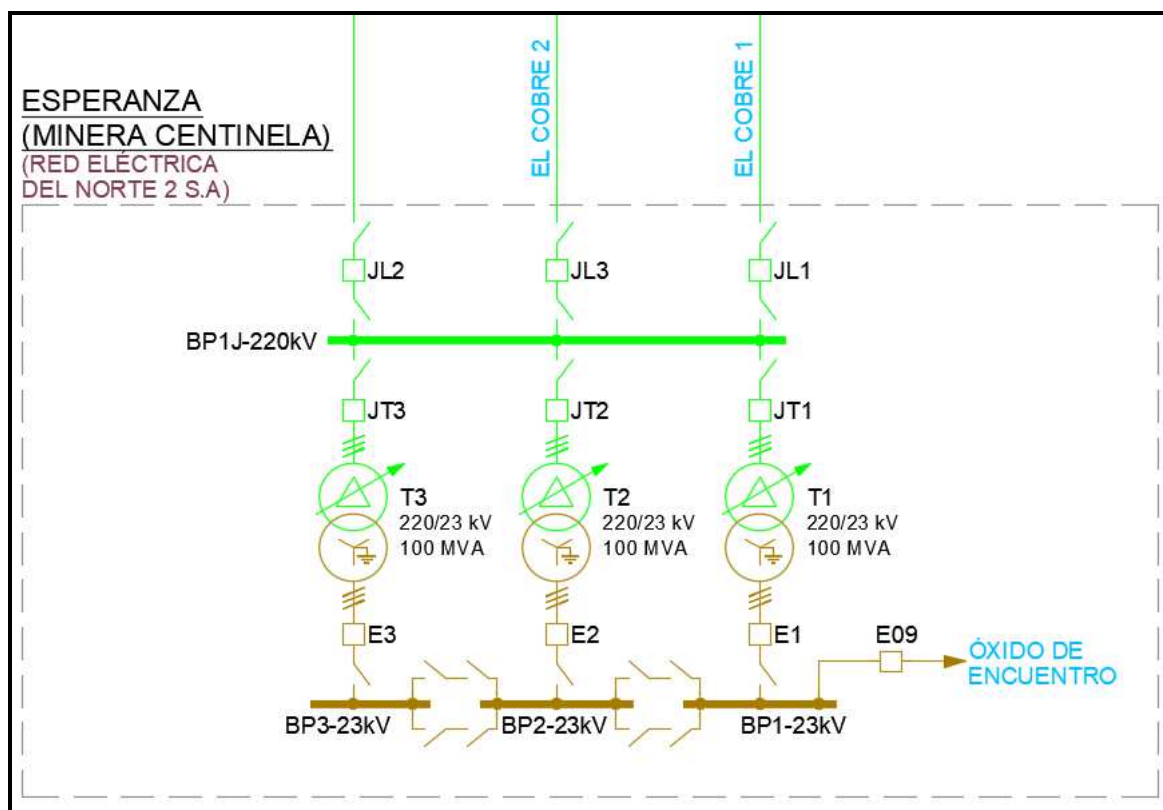 EL COBRE 2
EL COBRE 1
ESPERANZA
(MINERA CENTINELA)
(RED ELÉCTRICA
DEL NORTE 2 S.A)
JL2
JL3
JL1
BP1J-220kV
JT3
JT2
JT1
T3
220/23 kV
100 MVA
T2
220/23 kV
100 MVA
T1
220/23 kV
100 MVA
E3
E2
E1
E09
ÓXIDO DE
ENCUENTRO
BP3-23kV
BP2-23kV
BP1-23kV